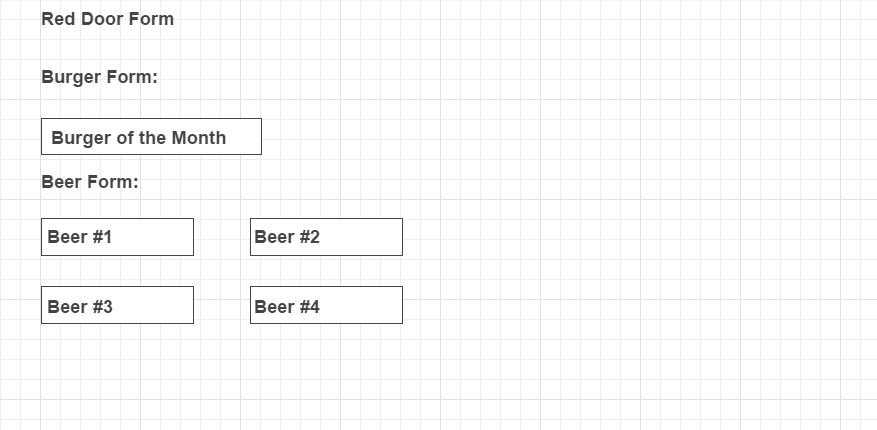 Red Door Form
Burger Form:
Burger of the Month
Beer Form:
Beer #1
Beer #2
Beer #3
Beer #4